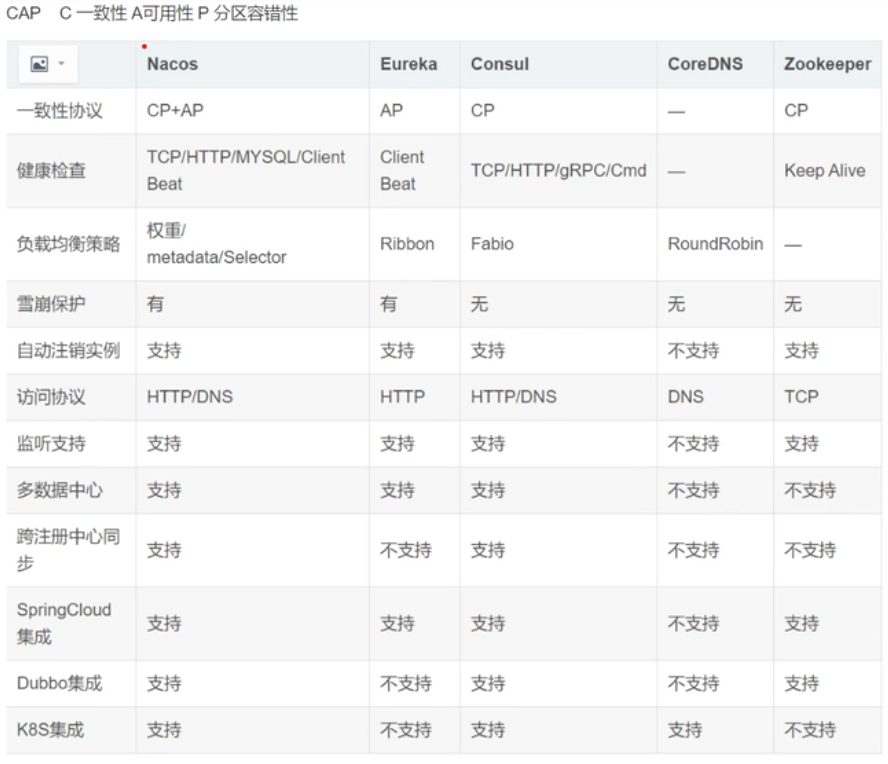 CAP C 一致性 A可用性 P 分区容错性
Nacos Eureka Consul CoreDNS Zookeeper
一致性协议 CP+AP AP CP — CP
健康检查 TCP/HTTP/MYSQL/Client Beat Client Beat TCP/HTTP/gRPC/Cmd — Keep Alive
负载均衡策略 权重/ metadata/Selector Ribbon Fabio RoundRobin —
雪崩保护 有 有 无 无 无
自动注销实例 支持 支持 支持 不支持 支持
访问协议 HTTP/DNS HTTP HTTP/DNS DNS TCP
监听支持 支持 支持 支持 不支持 支持
多数据中心 支持 支持 支持 不支持 不支持
跨注册中心同步 支持 不支持 支持 不支持 不支持
SpringCloud集成 支持 支持 支持 不支持 支持
Dubbo集成 支持 不支持 支持 不支持 支持
K8S集成 支持 不支持 支持 支持 不支持